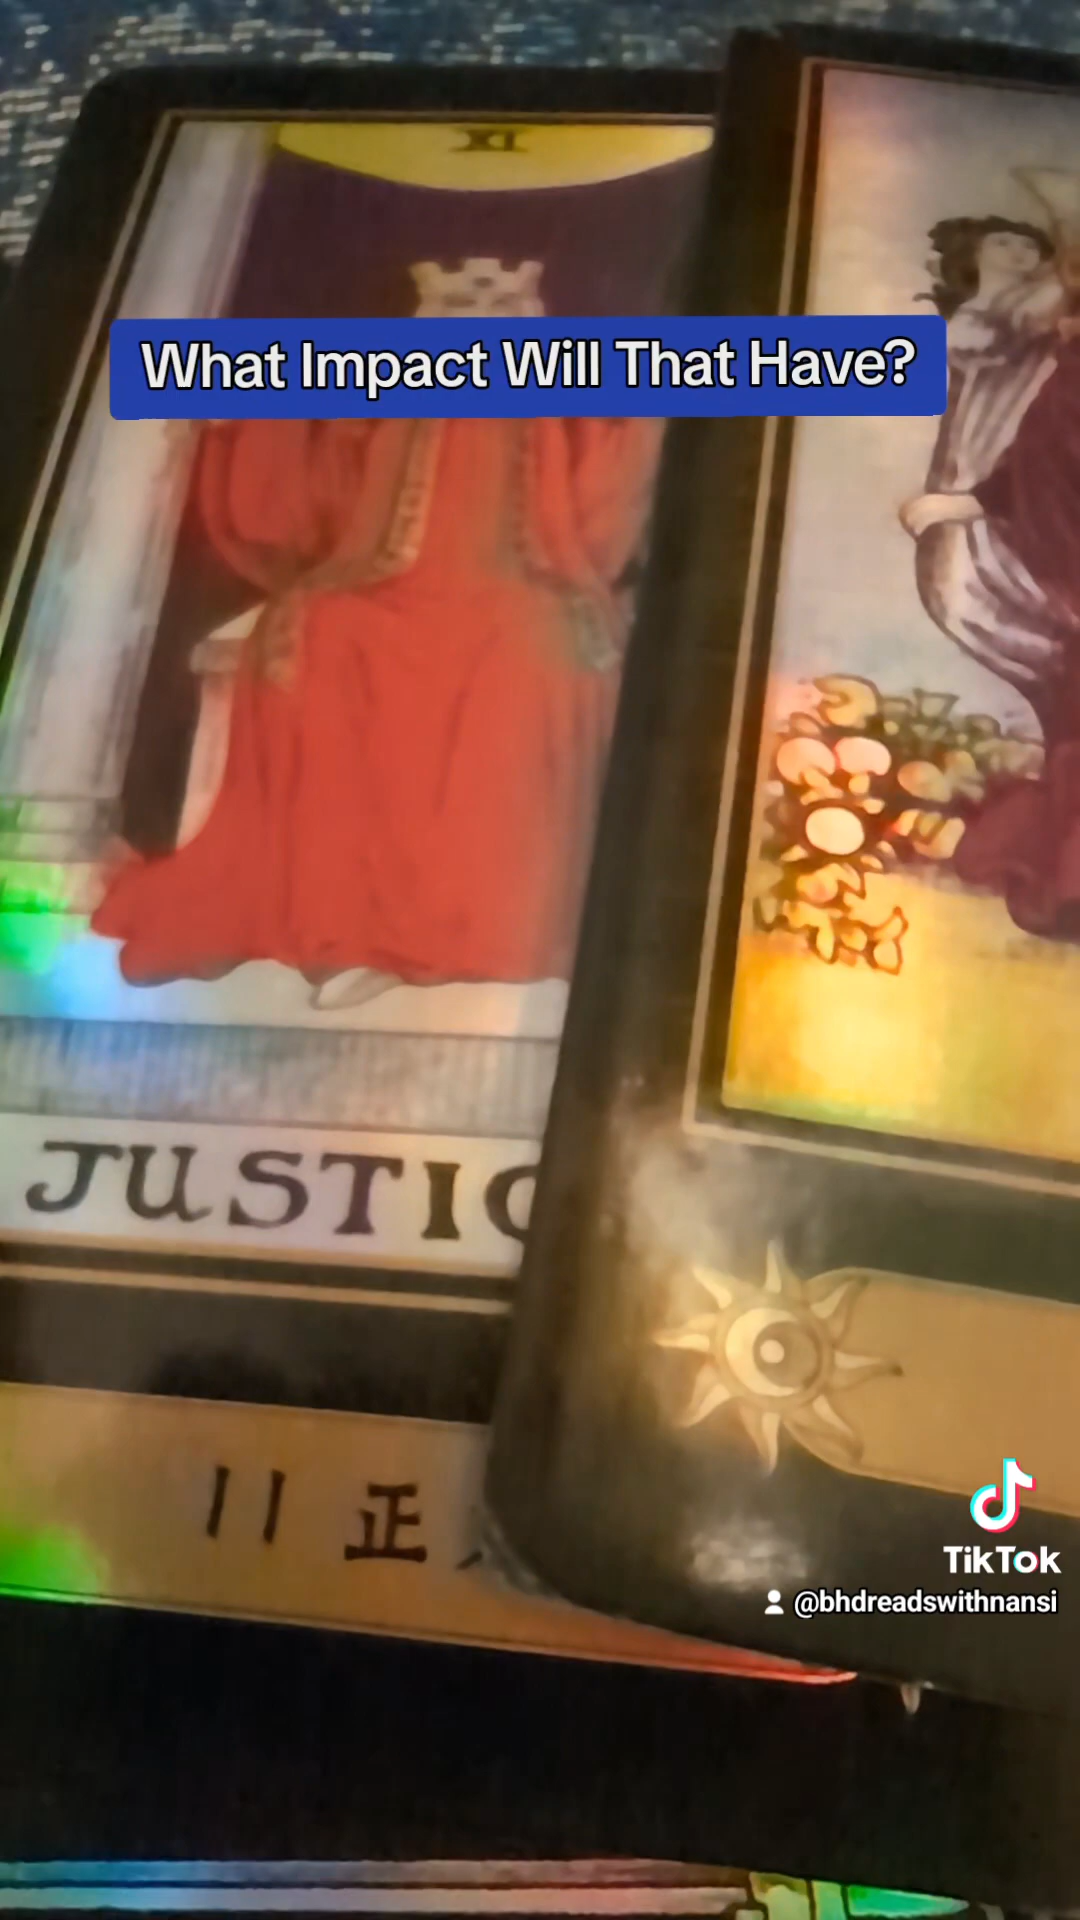 XI
What Impact Will That Have?
JUSTIC
11 正
TikTok
@bhdreadswithnansi